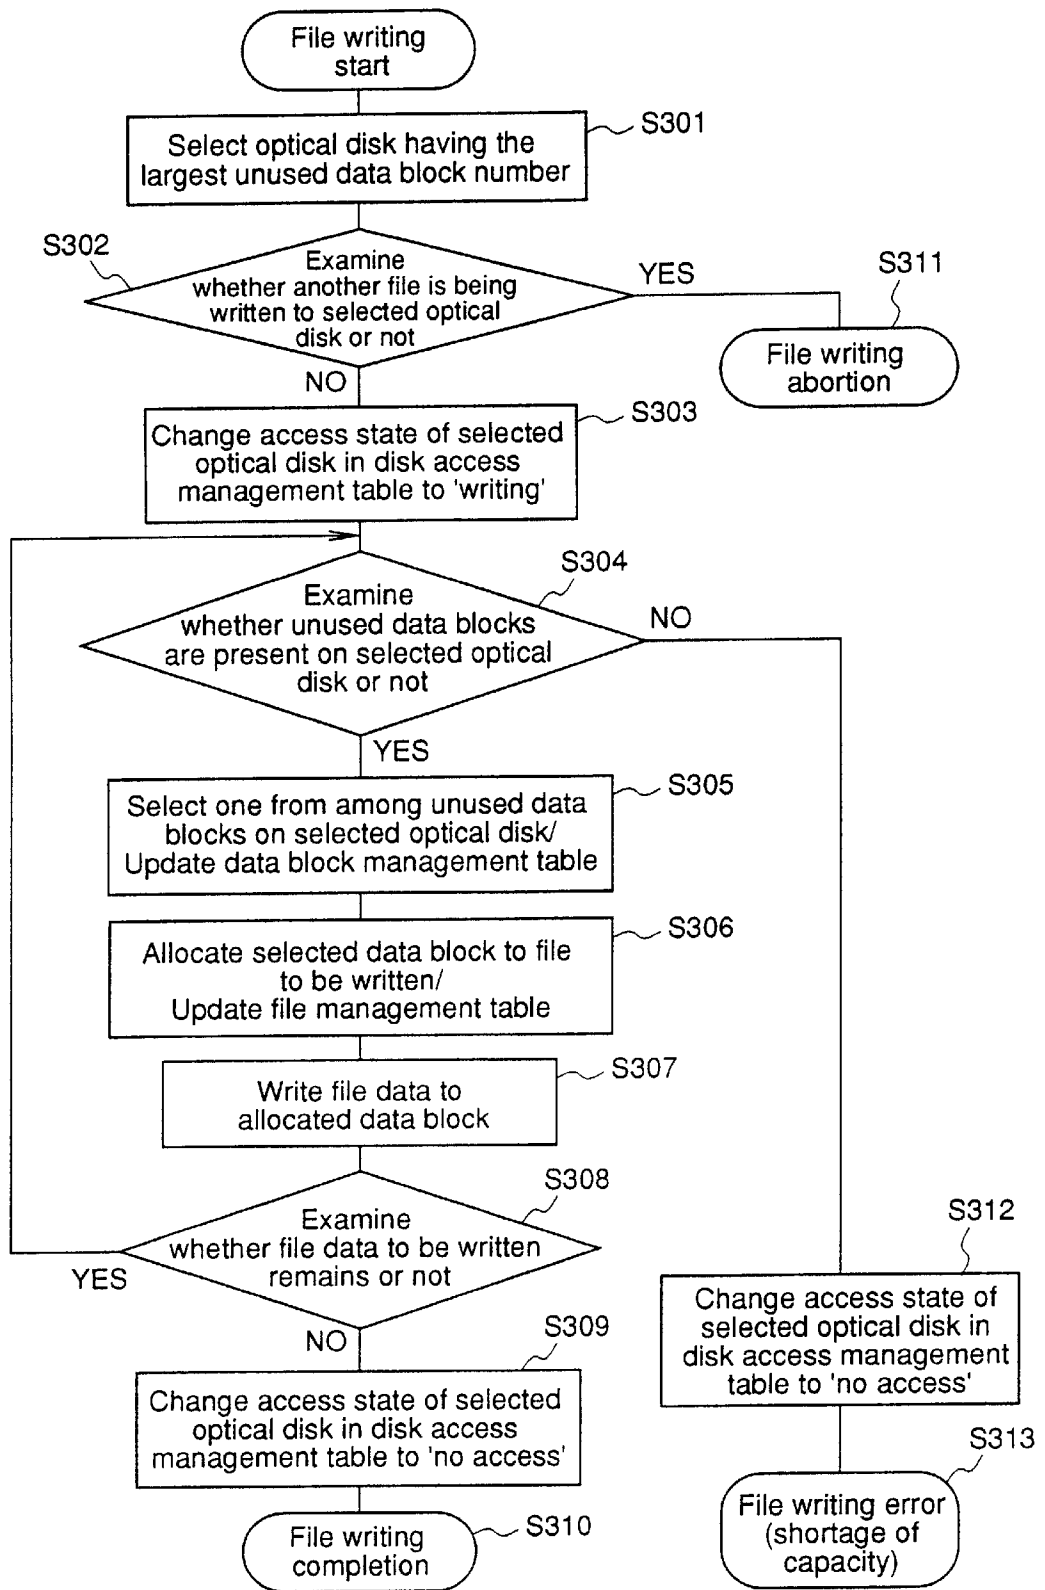 File writing
start
S301
Select optical disk having the
largest unused data block number
S302
Examine
whether another file is being
written to selected optical
disk or not
YES
S311
File writing
abortion
NO
S303
Change access state of selected
optical disk in disk access
management table to 'writing'
S304
Examine
whether unused data blocks
are present on selected optical
disk or not
NO
YES
S305
Select one from among unused data
blocks on selected optical disk/
Update data block management table
S306
Allocate selected data block to file
to be written/
Update file management table
S307
Write file data to
allocated data block
S308
Examine
whether file data to be written
remains or not
YES
NO
S312
Change access state of
selected optical disk in
disk access management
table to 'no access'
S309
Change access state of selected
optical disk in disk access
management table to 'no access'
S313
File writing error
(shortage of
capacity)
S310
File writing
completion